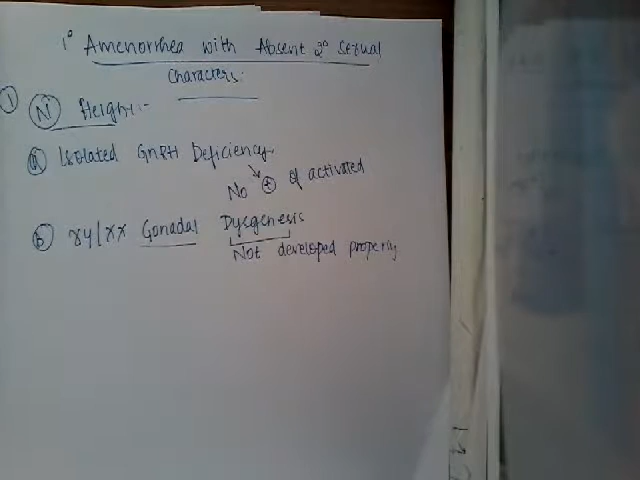 1° Amenorrhea with Absent 2° sexual
Characters:
① Ⓝ Height:-
ⓐ Isolated GnRH Deficiency.
↘
No ⊕ of activated
ⓑ XY/XX Gonadal Dysgenesis
Not developed properly